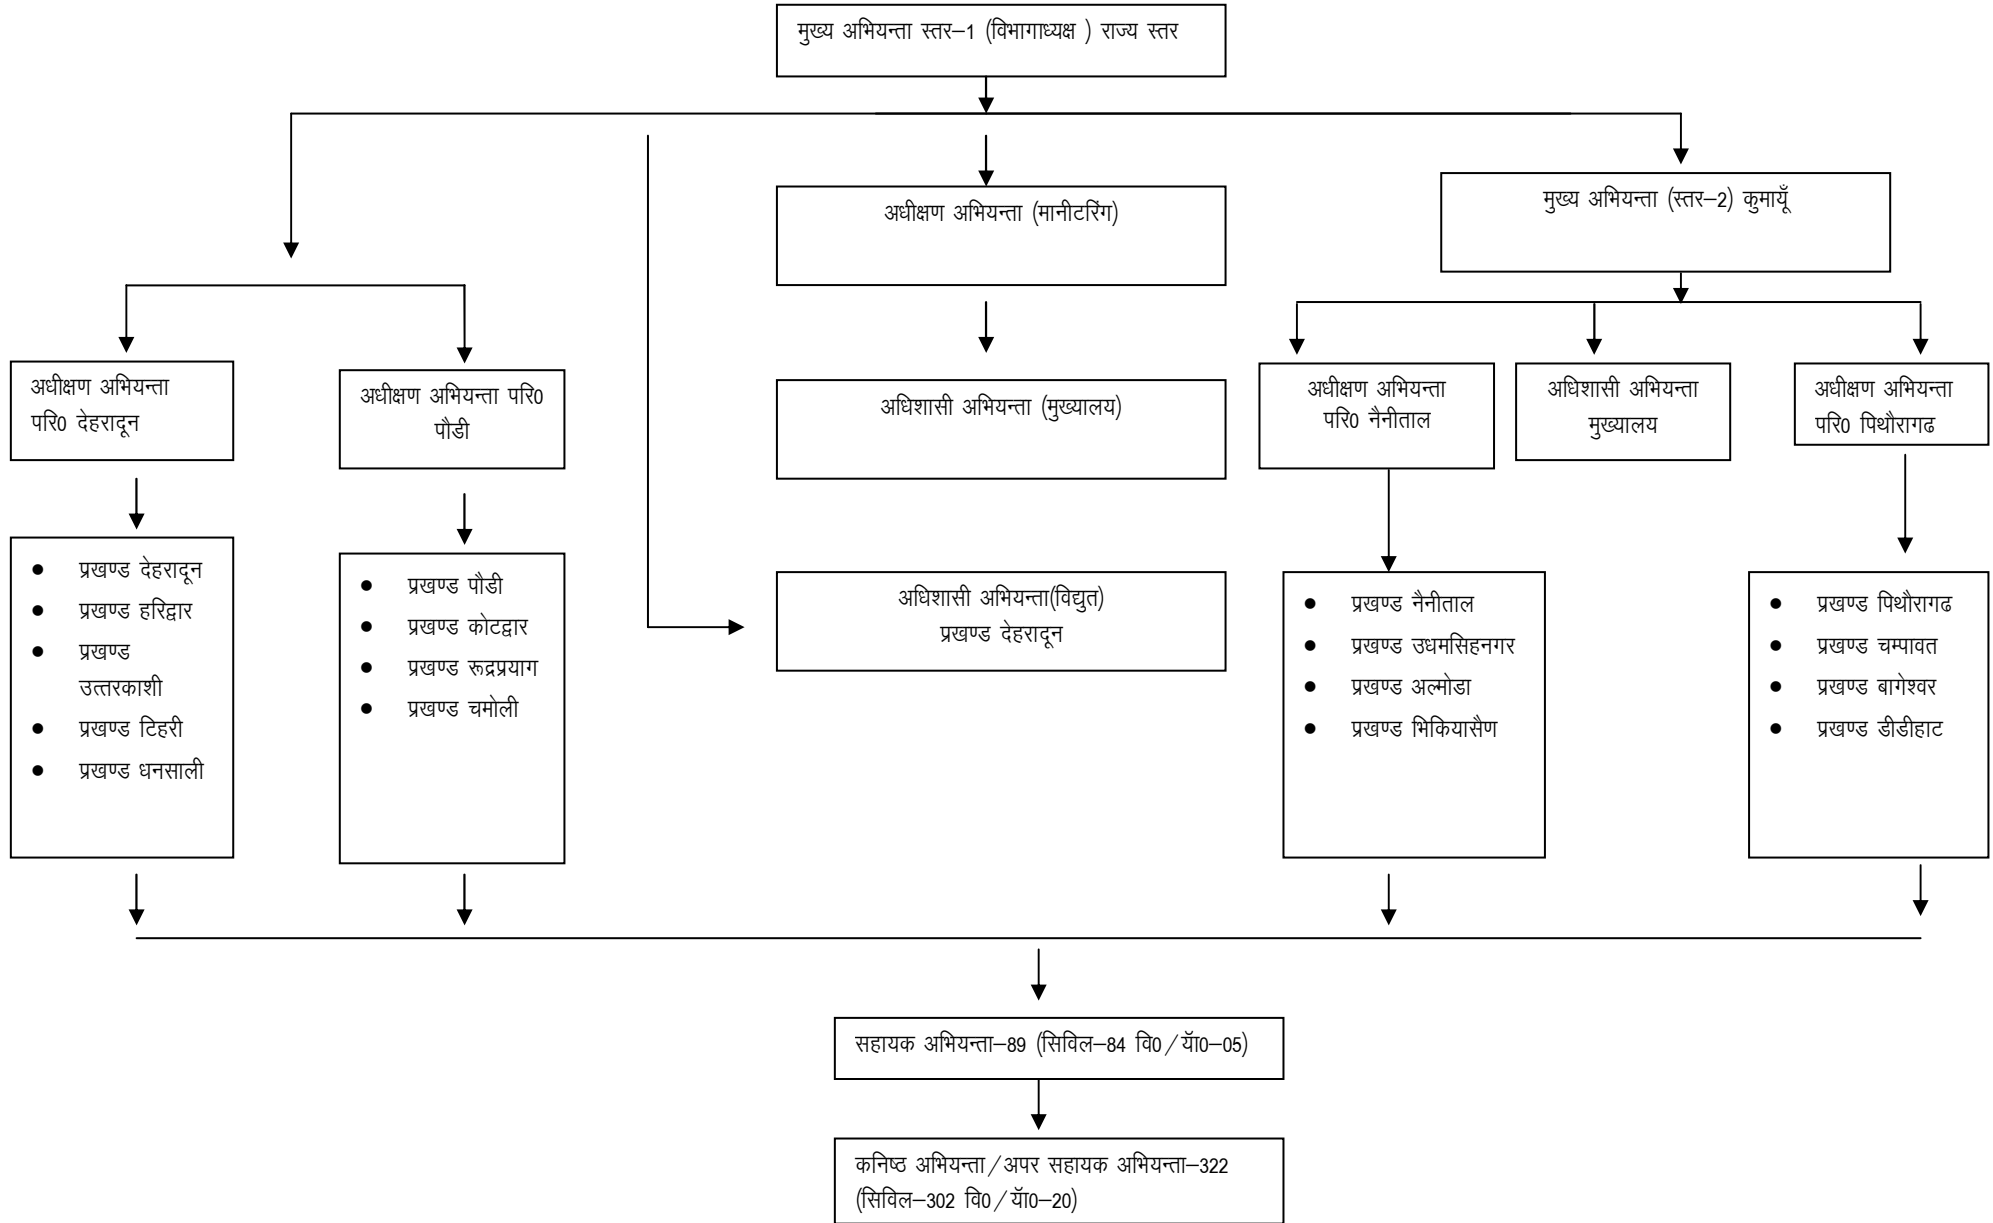 मुख्य अभियन्ता स्तर–1 (विभागाध्यक्ष ) राज्य स्तर
अधीक्षण अभियन्ता (मानीटरिंग)
मुख्य अभियन्ता (स्तर–2) कुमायूँ
अधीक्षण अभियन्ता
परि0 देहरादून
अधीक्षण अभियन्ता परि0
पौडी
अधिशासी अभियन्ता (मुख्यालय)
अधीक्षण अभियन्ता
परि0 नैनीताल
अधिशासी अभियन्ता
मुख्यालय
अधीक्षण अभियन्ता
परि0 पिथौरागढ
● प्रखण्ड देहरादून
● प्रखण्ड हरिद्वार
● प्रखण्ड
उत्तरकाशी
● प्रखण्ड टिहरी
● प्रखण्ड धनसाली
● प्रखण्ड पौडी
● प्रखण्ड कोटद्वार
● प्रखण्ड रूद्रप्रयाग
● प्रखण्ड चमोली
अधिशासी अभियन्ता(विद्युत)
प्रखण्ड देहरादून
● प्रखण्ड नैनीताल
● प्रखण्ड उधमसिहनगर
● प्रखण्ड अल्मोडा
● प्रखण्ड भिकियासैण
● प्रखण्ड पिथौरागढ
● प्रखण्ड चम्पावत
● प्रखण्ड बागेश्वर
● प्रखण्ड डीडीहाट
सहायक अभियन्ता–89 (सिविल–84 वि0/यॅा0–05)
कनिष्ठ अभियन्ता/अपर सहायक अभियन्ता–322
(सिविल–302 वि0/यॅा0–20)